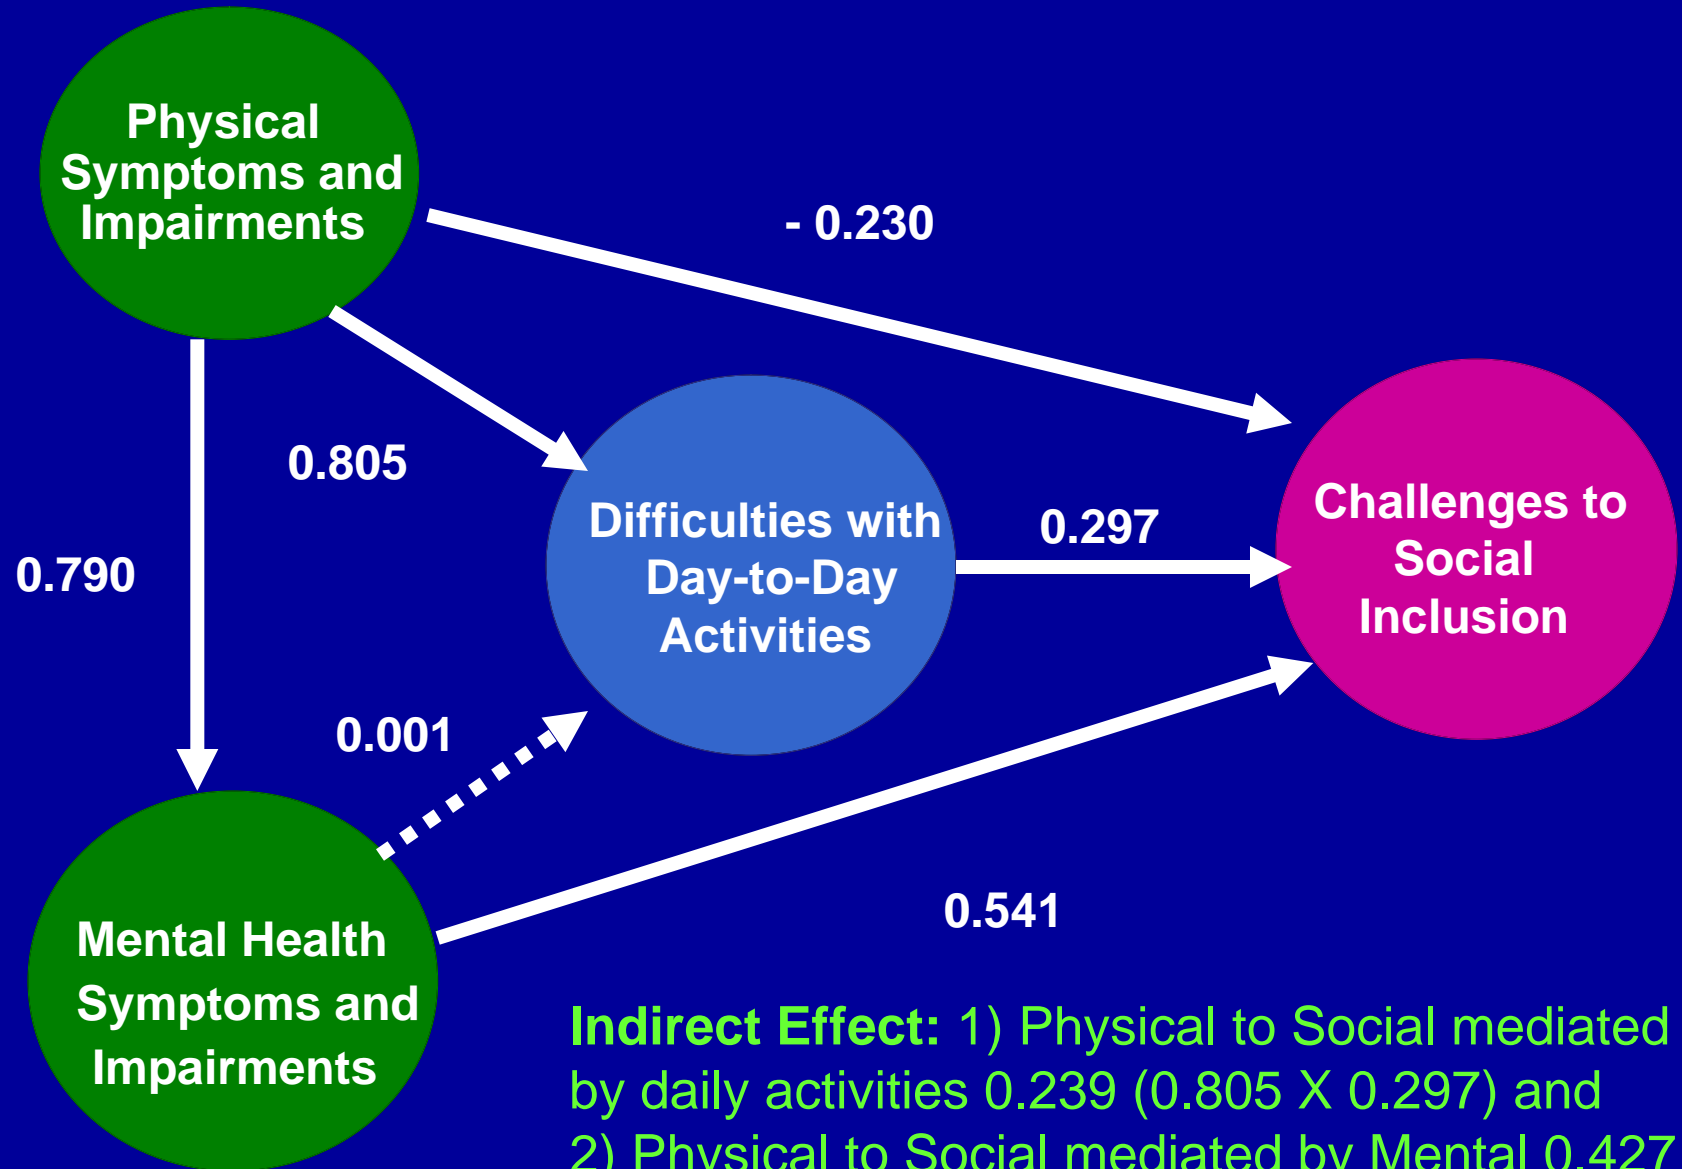 Physical
Symptoms and
Impairments
- 0.230
0.805
0.790
Difficulties with
Day-to-Day
Activities
0.297
Challenges to
Social
Inclusion
0.001
0.541
Mental Health
Symptoms and
Impairments
Indirect Effect: 1) Physical to Social mediated
by daily activities 0.239 (0.805 X 0.297) and
2) Physical to Social mediated by Mental 0.427